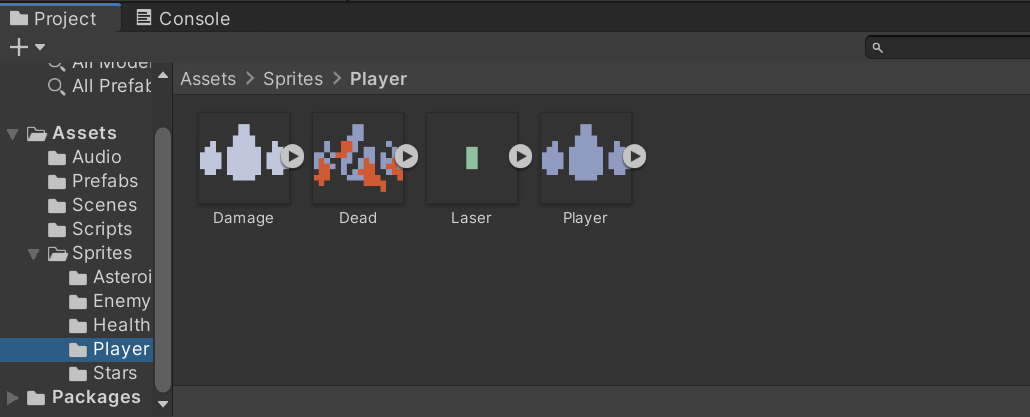 Project
Console
All Model
All Prefab
Assets > Sprites > Player
Assets
Audio
Prefabs
Scenes
Scripts
Sprites
Asteroi
Enemy
Health
Player
Stars
Packages
Damage
Dead
Laser
Player